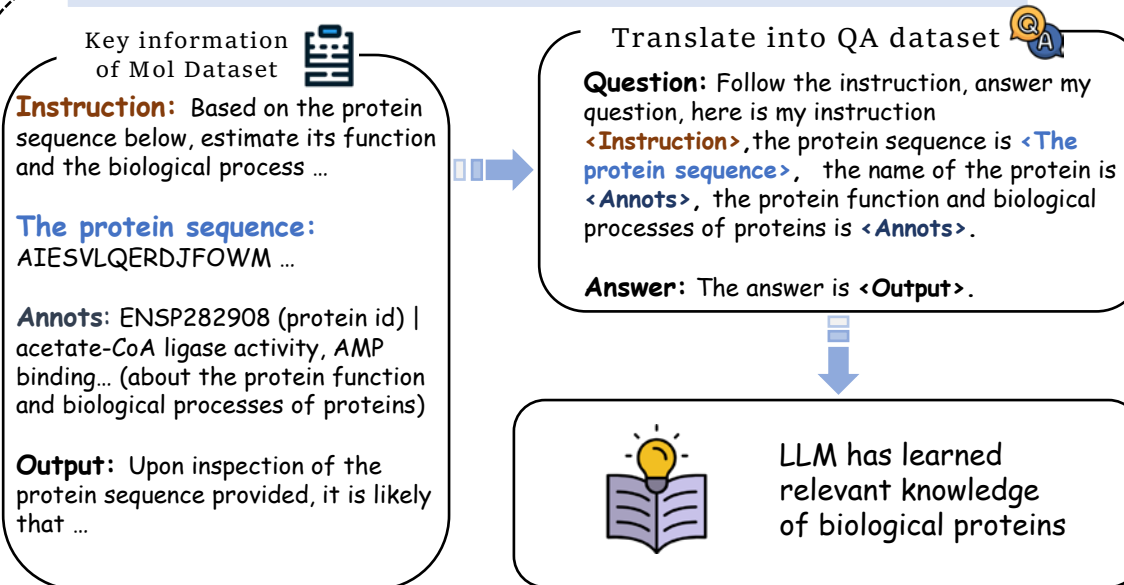 Key information
of Mol Dataset
Instruction: Based on the protein
sequence below, estimate its function
and the biological process …
The protein sequence:
AIESVLQERDJFOWM …
Annots: ENSP282908 (protein id) |
acetate-CoA ligase activity, AMP
binding… (about the protein function
and biological processes of proteins)
Output: Upon inspection of the
protein sequence provided, it is likely
that …
Translate into QA dataset
Q
A
Question: Follow the instruction, answer my
question, here is my instruction
<Instruction>,the protein sequence is <The
protein sequence>, the name of the protein is
<Annots>, the protein function and biological
processes of proteins is <Annots>.
Answer: The answer is <Output>.
LLM has learned
relevant knowledge
of biological proteins